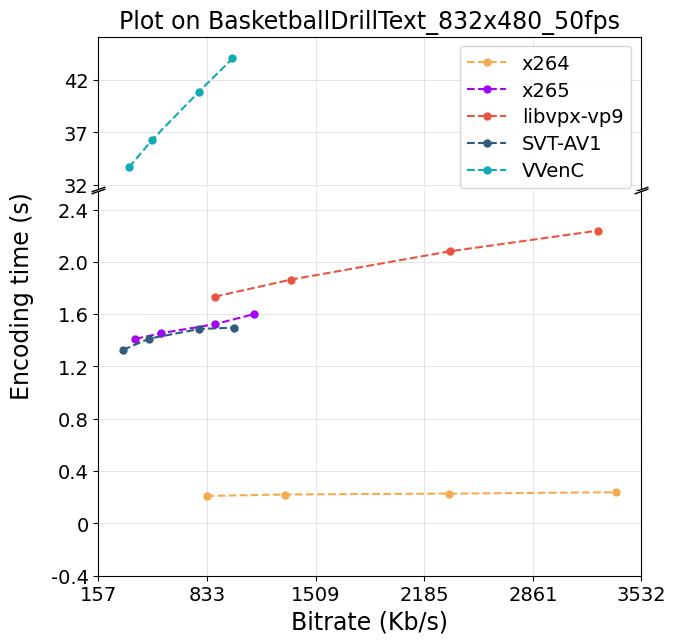 Plot on BasketballDrillText_832x480_50fps
x264
x265
libvpx-vp9
SVT-AV1
VVenC
42
37
32
2.4
2.0
1.6
1.2
0.8
0.4
0
-0.4
Encoding time (s)
157 833 1509 2185 2861 3532
Bitrate (Kb/s)